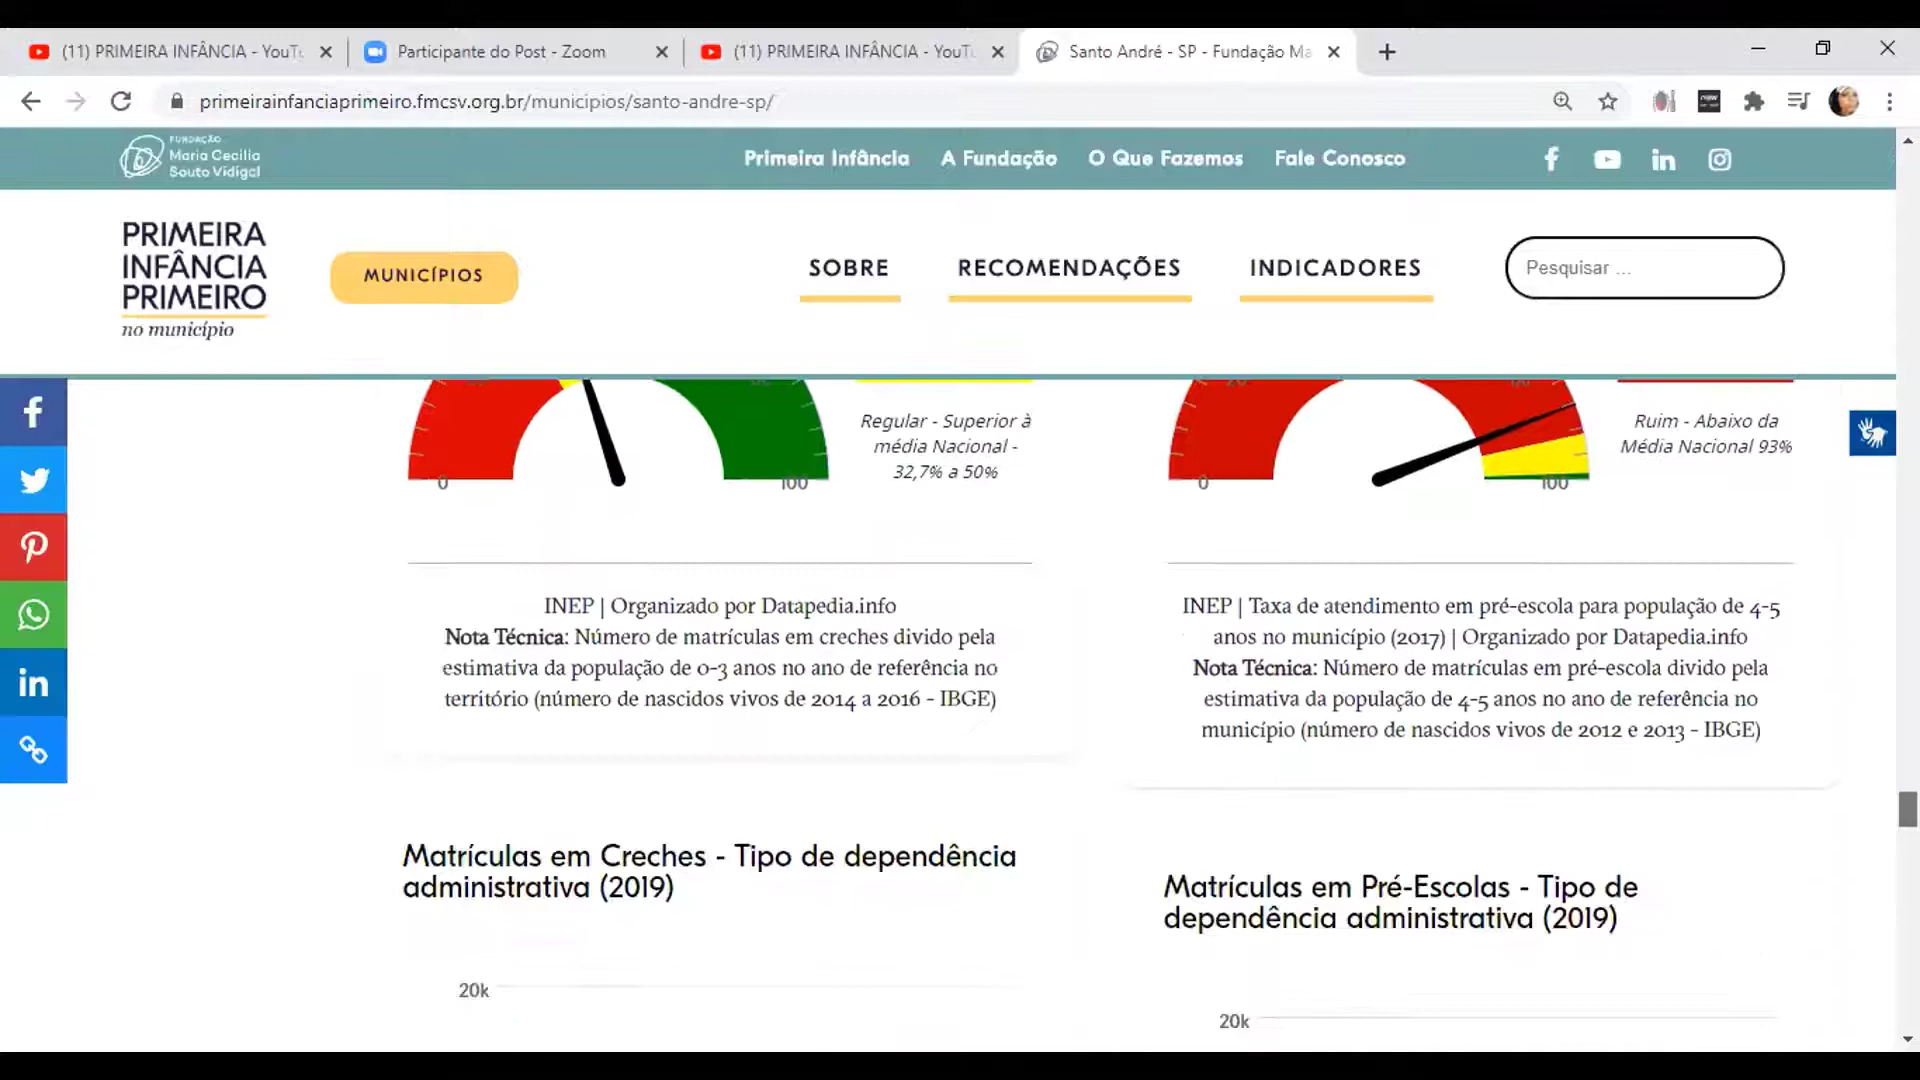 (11) PRIMEIRA INFÂNCIA - YouTu
Participante do Post - Zoom
(11) PRIMEIRA INFÂNCIA - YouTu
Santo André - SP - Fundação Ma
primeirainfanciaprimeiro.fmcsv.org.br/municipios/santo-andre-sp/
FUNDAÇÃO
Maria Cecilia
Souto Vidigal
Primeira Infância
A Fundação
O Que Fazemos
Fale Conosco
PRIMEIRA
INFÂNCIA
PRIMEIRO
no município
MUNICÍPIOS
SOBRE
RECOMENDAÇÕES
INDICADORES
Pesquisar ...
0
100
Regular - Superior à
média Nacional -
32,7% a 50%
0
100
Ruim - Abaixo da
Média Nacional 93%
INEP | Organizado por Datapedia.info
Nota Técnica: Número de matrículas em creches divido pela
estimativa da população de 0-3 anos no ano de referência no
território (número de nascidos vivos de 2014 a 2016 - IBGE)
INEP | Taxa de atendimento em pré-escola para população de 4-5
anos no município (2017) | Organizado por Datapedia.info
Nota Técnica: Número de matrículas em pré-escola divido pela
estimativa da população de 4-5 anos no ano de referência no
município (número de nascidos vivos de 2012 e 2013 - IBGE)
Matrículas em Creches - Tipo de dependência
administrativa (2019)
20k
Matrículas em Pré-Escolas - Tipo de
dependência administrativa (2019)
20k